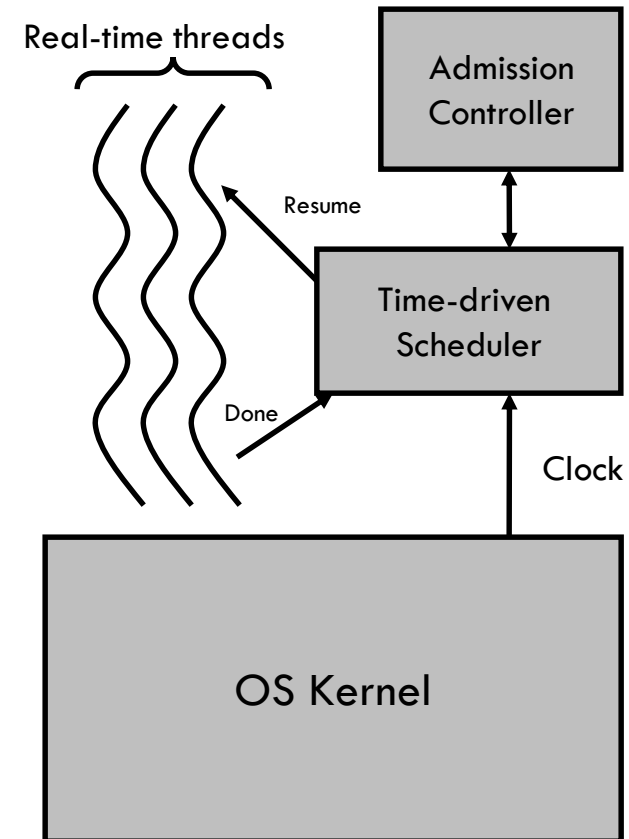 Real-time threads
Admission
Controller
Resume
Time-driven
Scheduler
Done
Clock
OS Kernel